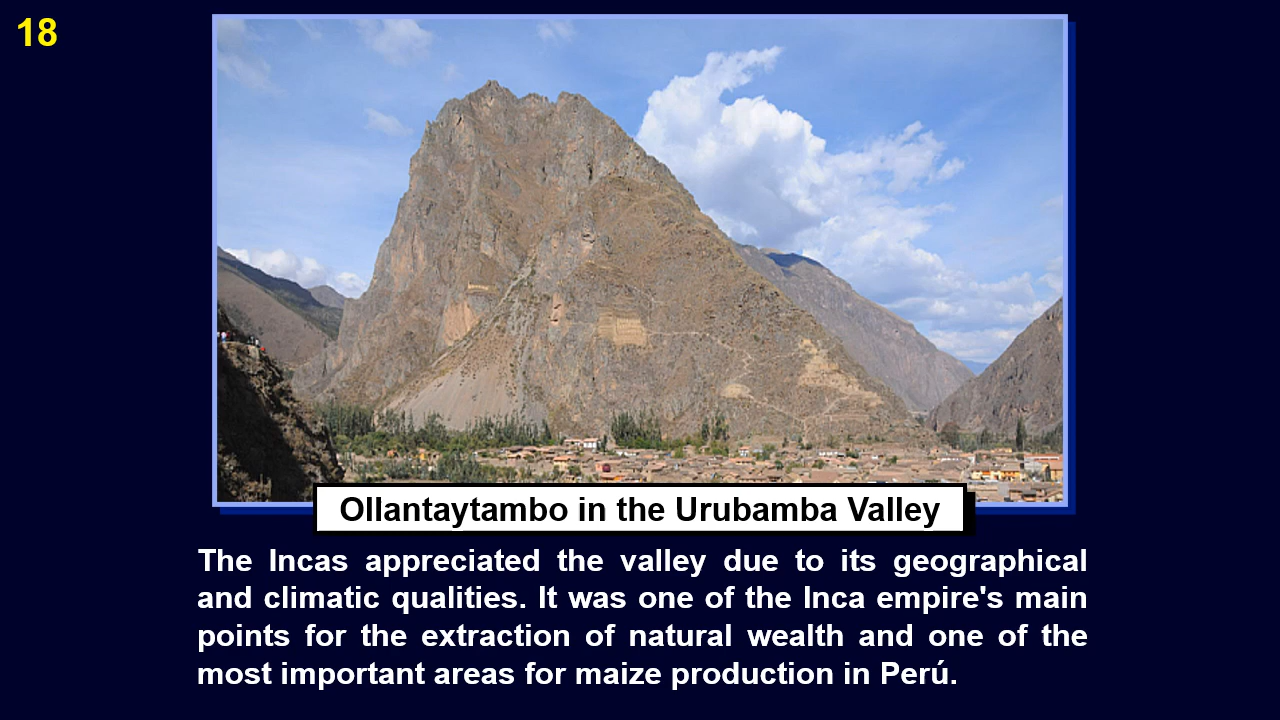 18
Ollantaytambo in the Urubamba Valley
The Incas appreciated the valley due to its geographical
and climatic qualities. It was one of the Inca empire's main
points for the extraction of natural wealth and one of the
most important areas for maize production in Perú.